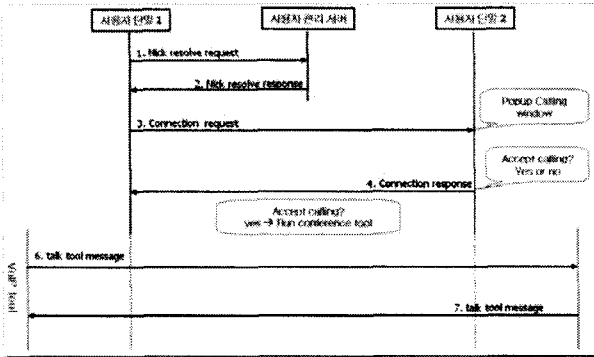 사용자 단말 1
사용자 관리 서버
사용자 단말 2
1. Nick resolve request
2. Nick resolve response
Popup Calling
window
3. Connection request
Accept calling?
Yes or no
4. Connection response
Accept calling?
yes → Run conference tool
6. talk tool message
VoIP tool
7. talk tool message